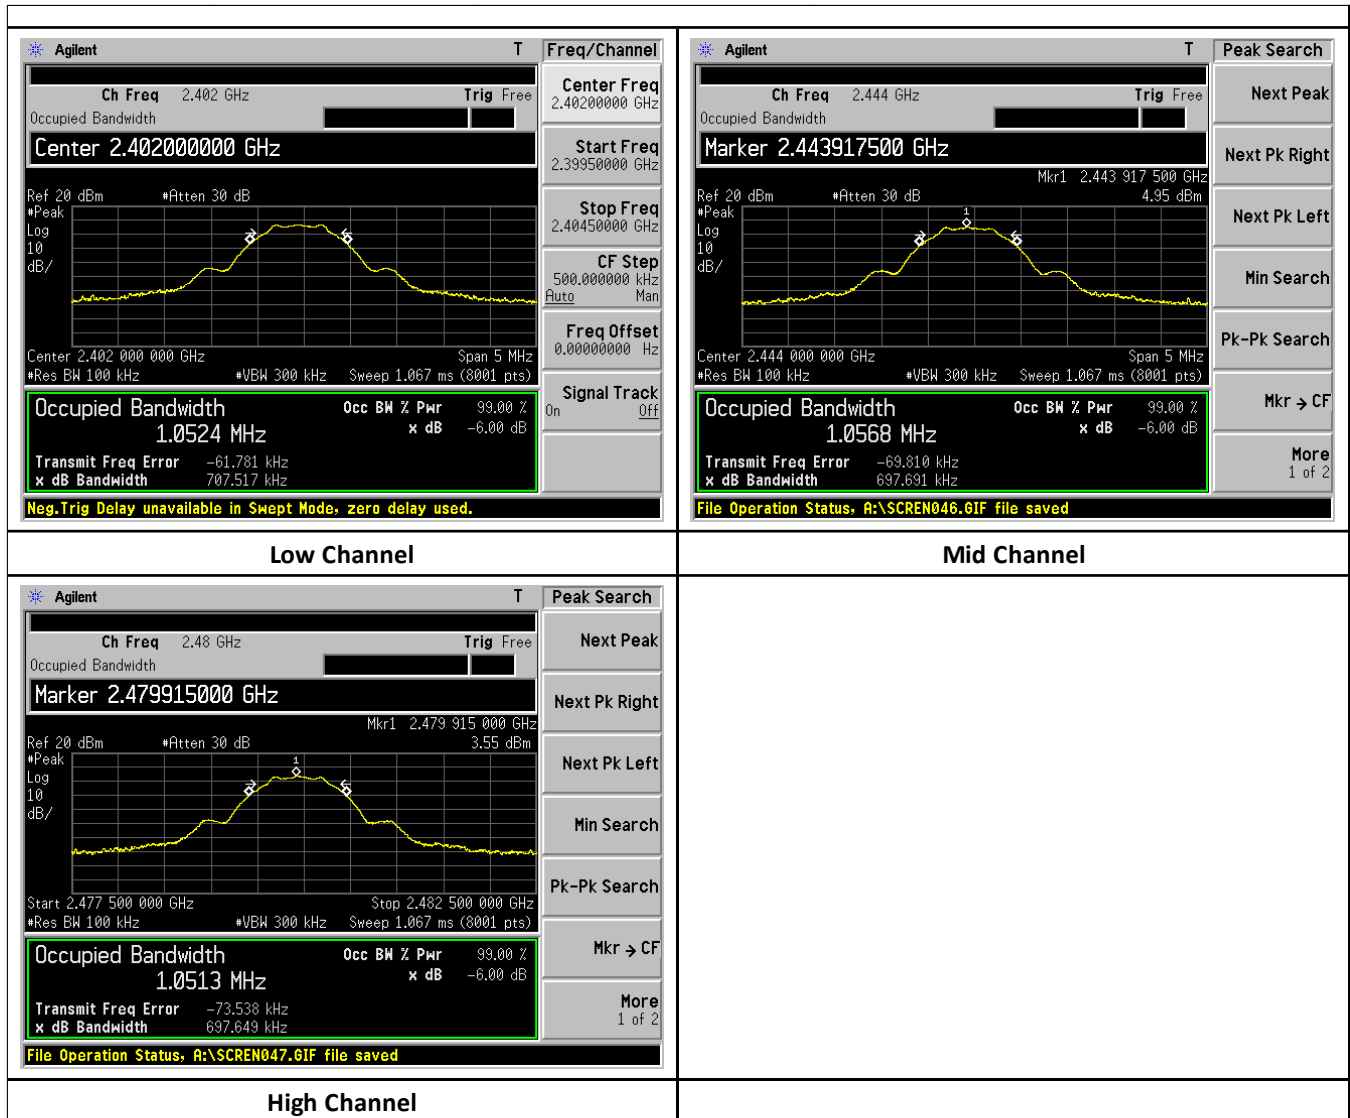 Agilent T Freq/Channel
Ch Freq 2.402 GHz Trig Free
Occupied Bandwidth
Center 2.402000000 GHz
Ref 20 dBm #Atten 30 dB
#Peak
Log
10
dB/
Center 2.402 000 000 GHz Span 5 MHz
#Res BW 100 kHz #VBW 300 kHz Sweep 1.067 ms (8001 pts)
Occupied Bandwidth Occ BW % Pwr 99.00 %
1.0524 MHz x dB -6.00 dB
Transmit Freq Error -61.781 kHz
x dB Bandwidth 707.517 kHz
Neg.Trig Delay unavailable in Swept Mode, zero delay used.
Center Freq
2.40200000 GHz
Start Freq
2.39950000 GHz
Stop Freq
2.40450000 GHz
CF Step
500.000000 kHz
Auto Man
Freq Offset
0.00000000 Hz
Signal Track
On Off
Low Channel
Agilent T Peak Search
Ch Freq 2.444 GHz Trig Free
Occupied Bandwidth
Marker 2.443917500 GHz
Mkr1 2.443 917 500 GHz
Ref 20 dBm #Atten 30 dB 4.95 dBm
#Peak
Log
10
dB/
1
Center 2.444 000 000 GHz Span 5 MHz
#Res BW 100 kHz #VBW 300 kHz Sweep 1.067 ms (8001 pts)
Occupied Bandwidth Occ BW % Pwr 99.00 %
1.0568 MHz x dB -6.00 dB
Transmit Freq Error -69.810 kHz
x dB Bandwidth 697.691 kHz
File Operation Status, A:\SCREN046.GIF file saved
Next Peak
Next Pk Right
Next Pk Left
Min Search
Pk-Pk Search
Mkr → CF
More
1 of 2
Mid Channel
Agilent T Peak Search
Ch Freq 2.48 GHz Trig Free
Occupied Bandwidth
Marker 2.479915000 GHz
Mkr1 2.479 915 000 GHz
Ref 20 dBm #Atten 30 dB 3.55 dBm
#Peak
Log
10
dB/
1
Start 2.477 500 000 GHz Stop 2.482 500 000 GHz
#Res BW 100 kHz #VBW 300 kHz Sweep 1.067 ms (8001 pts)
Occupied Bandwidth Occ BW % Pwr 99.00 %
1.0513 MHz x dB -6.00 dB
Transmit Freq Error -73.538 kHz
x dB Bandwidth 697.649 kHz
File Operation Status, A:\SCREN047.GIF file saved
Next Peak
Next Pk Right
Next Pk Left
Min Search
Pk-Pk Search
Mkr → CF
More
1 of 2
High Channel